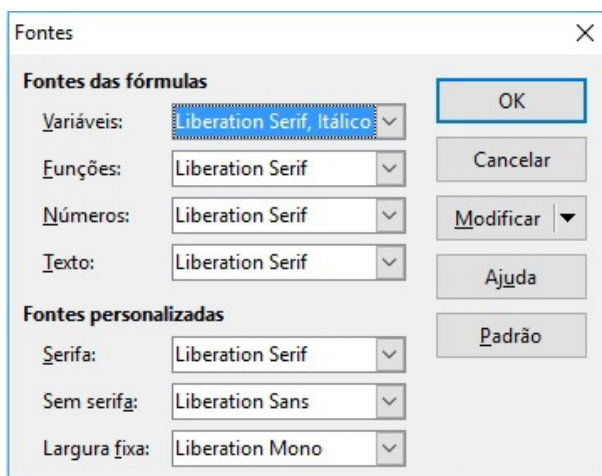 Fontes
Fontes das fórmulas
Variáveis: Liberation Serif, Itálico
Funções: Liberation Serif
Números: Liberation Serif
Texto: Liberation Serif
Fontes personalizadas
Serifa: Liberation Serif
Sem serifa: Liberation Sans
Largura fixa: Liberation Mono
OK
Cancelar
Modificar
Ajuda
Padrão